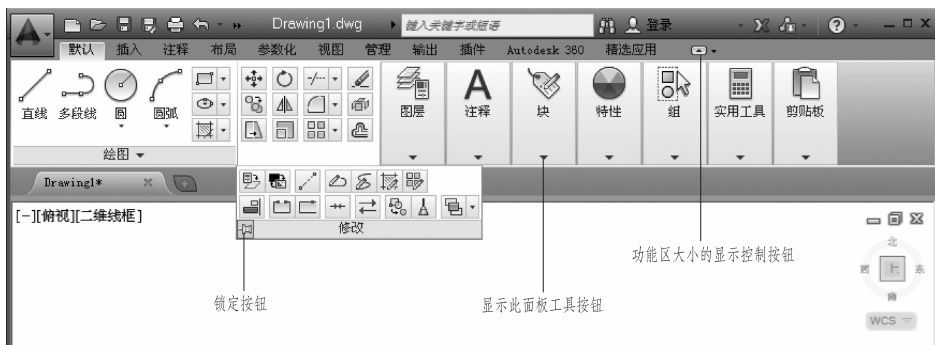 Drawing1.dwg 键入关键字或短语 登录
默认 插入 注释 布局 参数化 视图 管理 输出 插件 Autodesk 360 精选应用
直线 多段线 圆 圆弧 图层 注释 块 特性 组 实用工具 剪贴板
绘图
Drawing1*
[-][俯视][二维线框]
修改
北
西 上 东
南
WCS
功能区大小的显示控制按钮
锁定按钮
显示此面板工具按钮